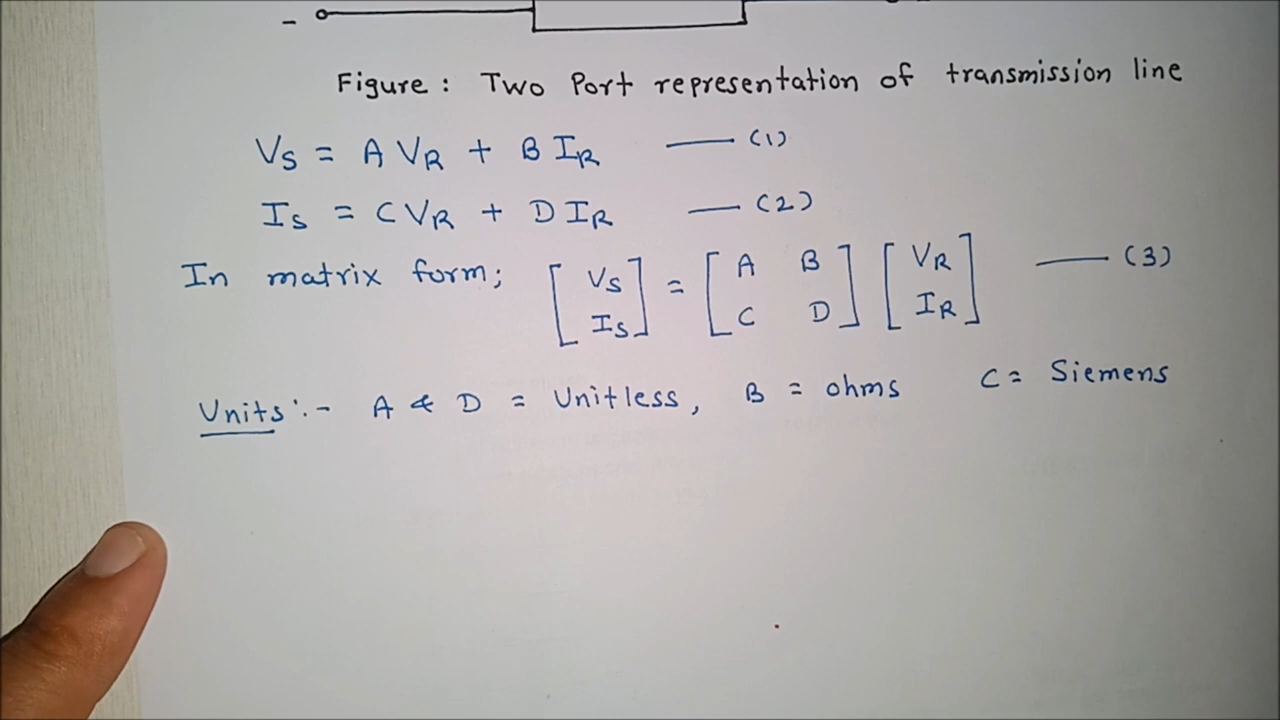 -
Figure : Two Port representation of transmission line
VS = A VR + B IR —— (1)
IS = C VR + D IR —— (2)
In matrix form; [ VS IS ] = [ A B C D ] [ VR IR ] —— (3)
Units :- A & D = Unitless, B = ohms C = Siemens